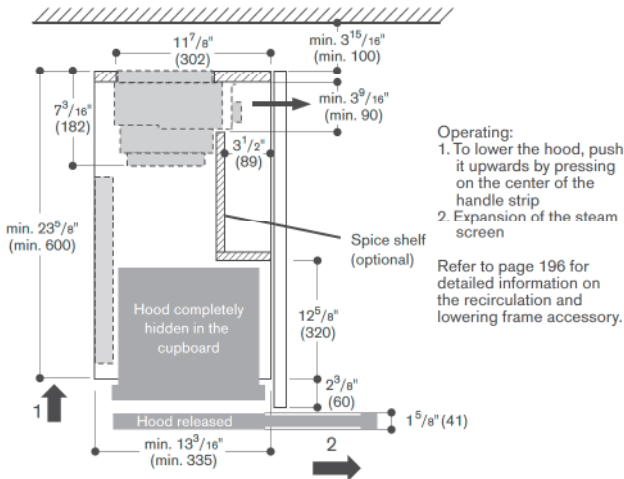 11⁷/₈"
(302)
min. 3¹⁵/₁₆"
(min. 100)
min. 3⁹/₁₆"
(min. 90)
7³/₁₆"
(182)
3¹/₂"
(89)
min. 23⁵/₈"
(min. 600)
Spice shelf
(optional)
Hood completely
hidden in the
cupboard
12⁵/₈"
(320)
2³/₈"
(60)
1
Hood released
1⁵/₈"(41)
min. 13³/₁₆"
(min. 335)
2
Operating:
1. To lower the hood, push
it upwards by pressing
on the center of the
handle strip
2. Expansion of the steam
screen
Refer to page 196 for
detailed information on
the recirculation and
lowering frame accessory.